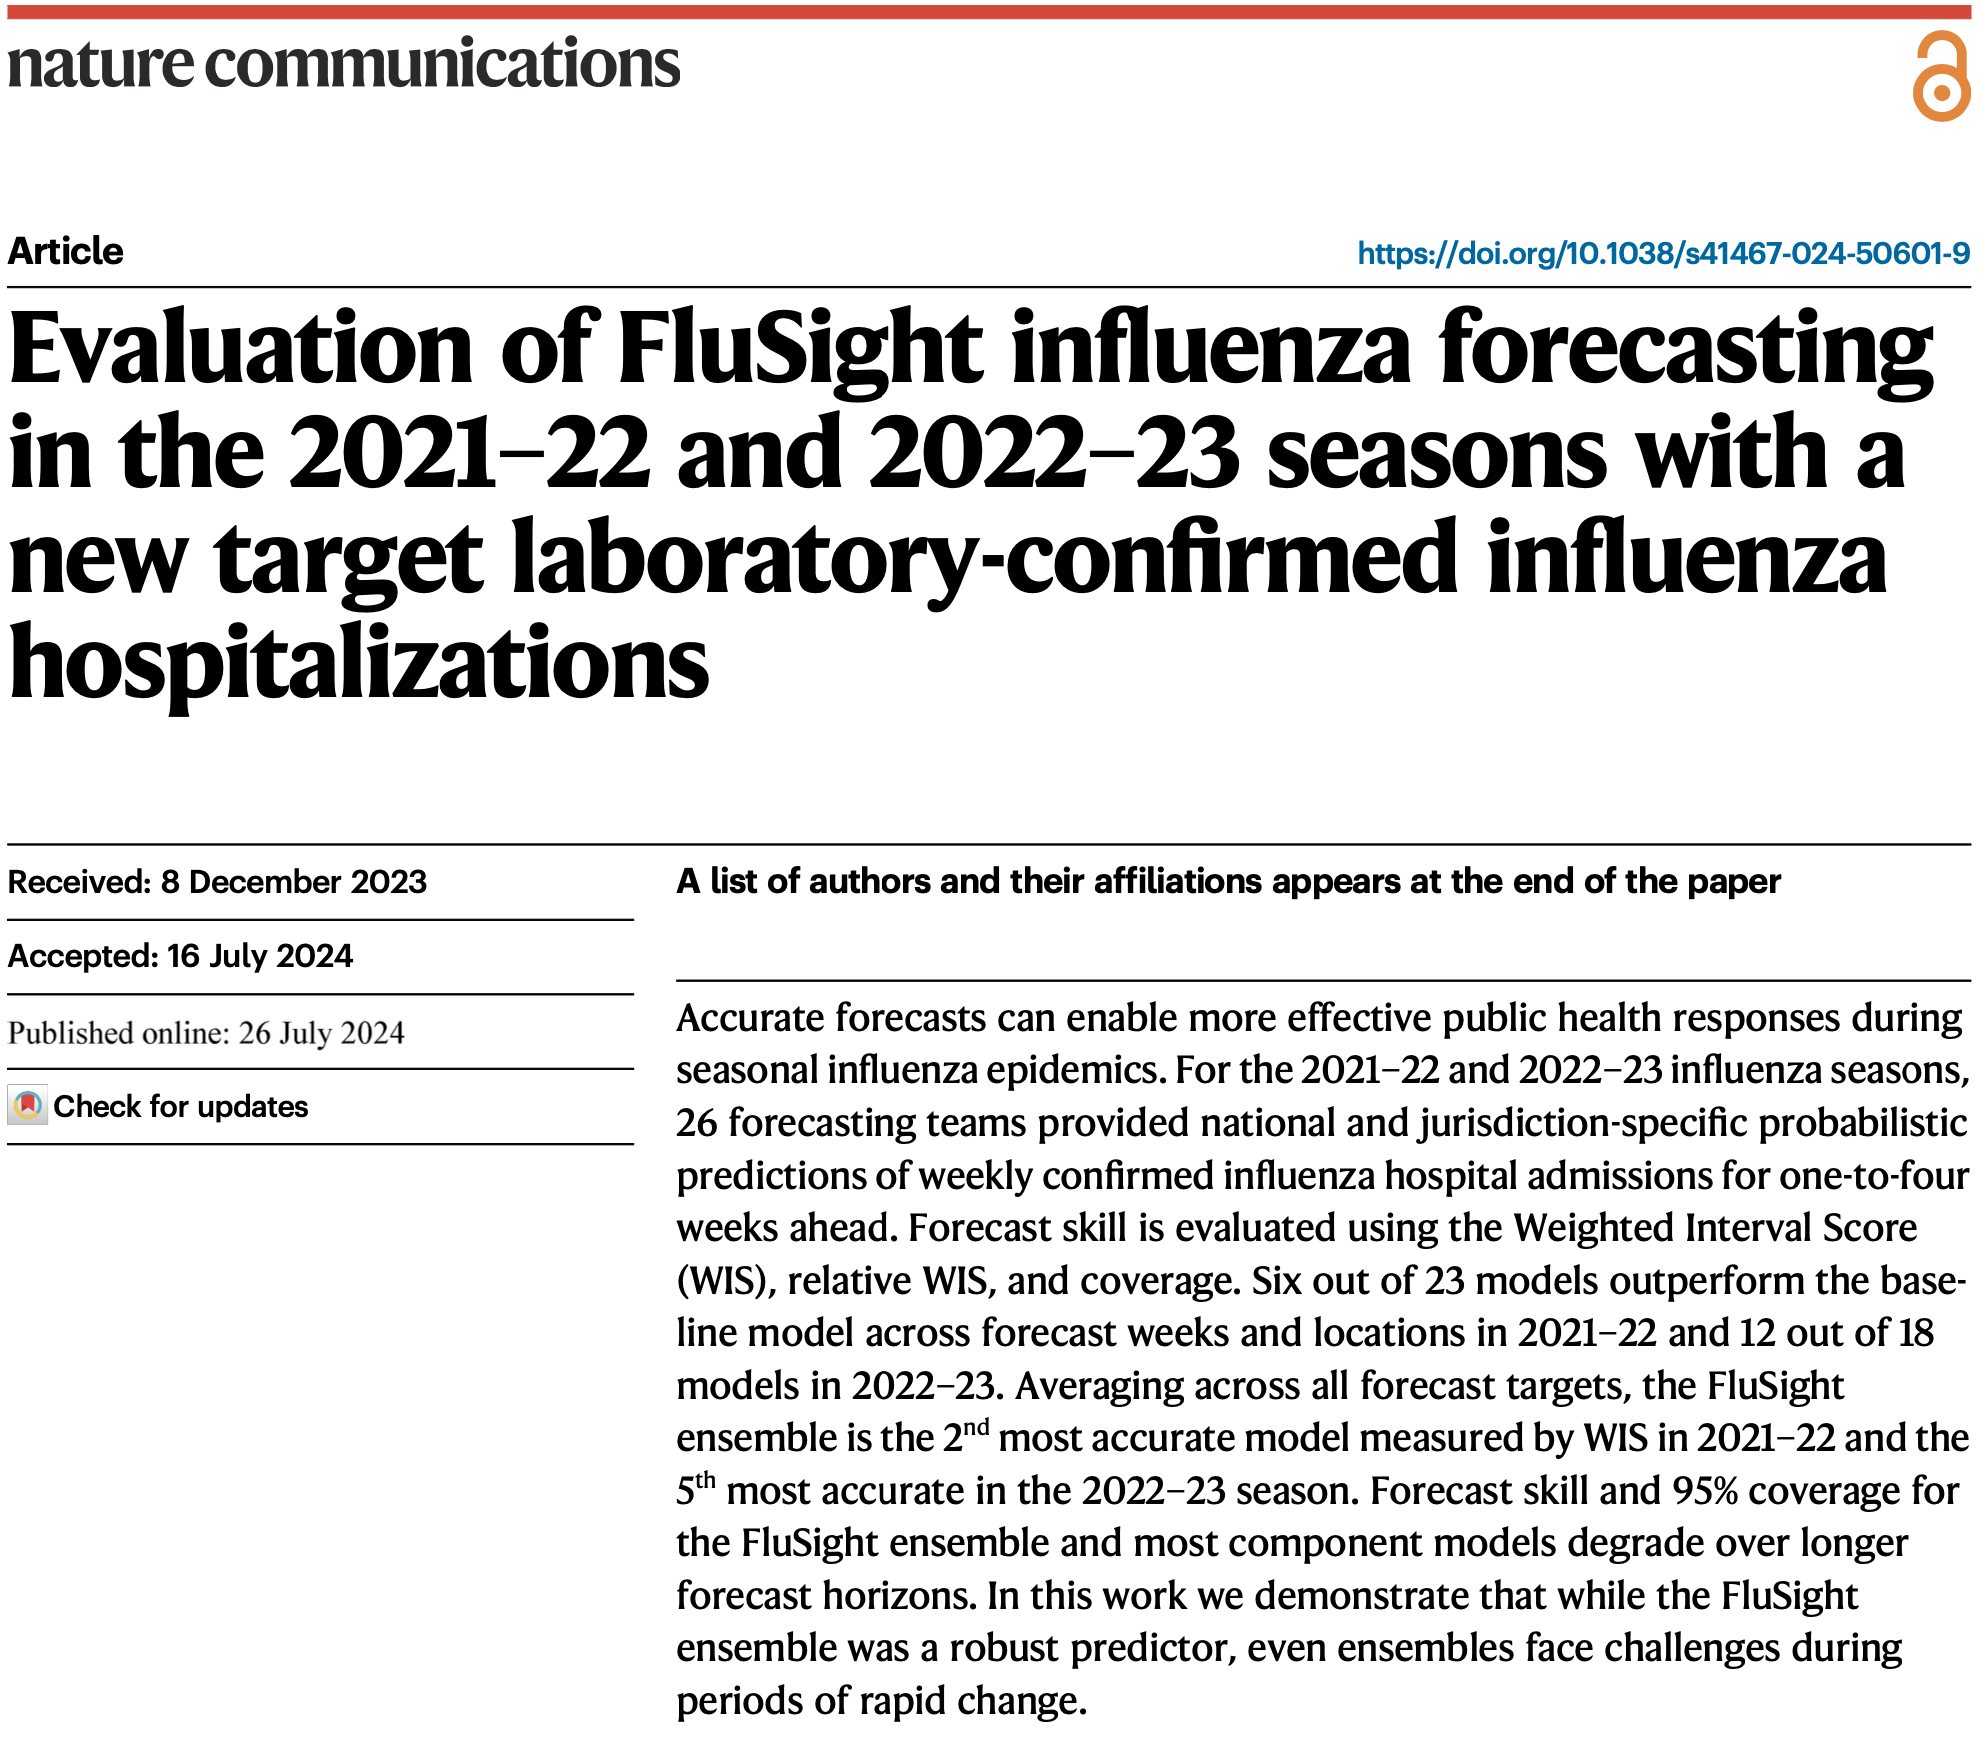 nature communications
Article
https://doi.org/10.1038/s41467-024-50601-9
Evaluation of FluSight influenza forecasting
in the 2021–22 and 2022–23 seasons with a
new target laboratory-confirmed influenza
hospitalizations
Received: 8 December 2023
Accepted: 16 July 2024
Published online: 26 July 2024
Check for updates
A list of authors and their affiliations appears at the end of the paper
Accurate forecasts can enable more effective public health responses during
seasonal influenza epidemics. For the 2021–22 and 2022–23 influenza seasons,
26 forecasting teams provided national and jurisdiction-specific probabilistic
predictions of weekly confirmed influenza hospital admissions for one-to-four
weeks ahead. Forecast skill is evaluated using the Weighted Interval Score
(WIS), relative WIS, and coverage. Six out of 23 models outperform the base-
line model across forecast weeks and locations in 2021–22 and 12 out of 18
models in 2022–23. Averaging across all forecast targets, the FluSight
ensemble is the 2nd most accurate model measured by WIS in 2021–22 and the
5th most accurate in the 2022–23 season. Forecast skill and 95% coverage for
the FluSight ensemble and most component models degrade over longer
forecast horizons. In this work we demonstrate that while the FluSight
ensemble was a robust predictor, even ensembles face challenges during
periods of rapid change.